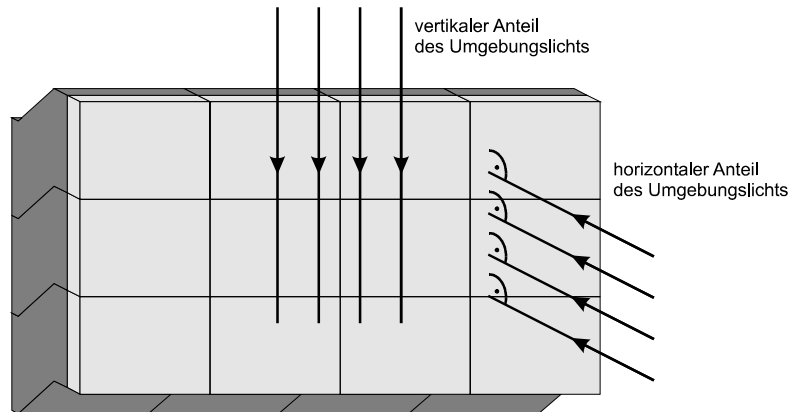 vertikaler Anteil
des Umgebungslichts
horizontaler Anteil
des Umgebungslichts